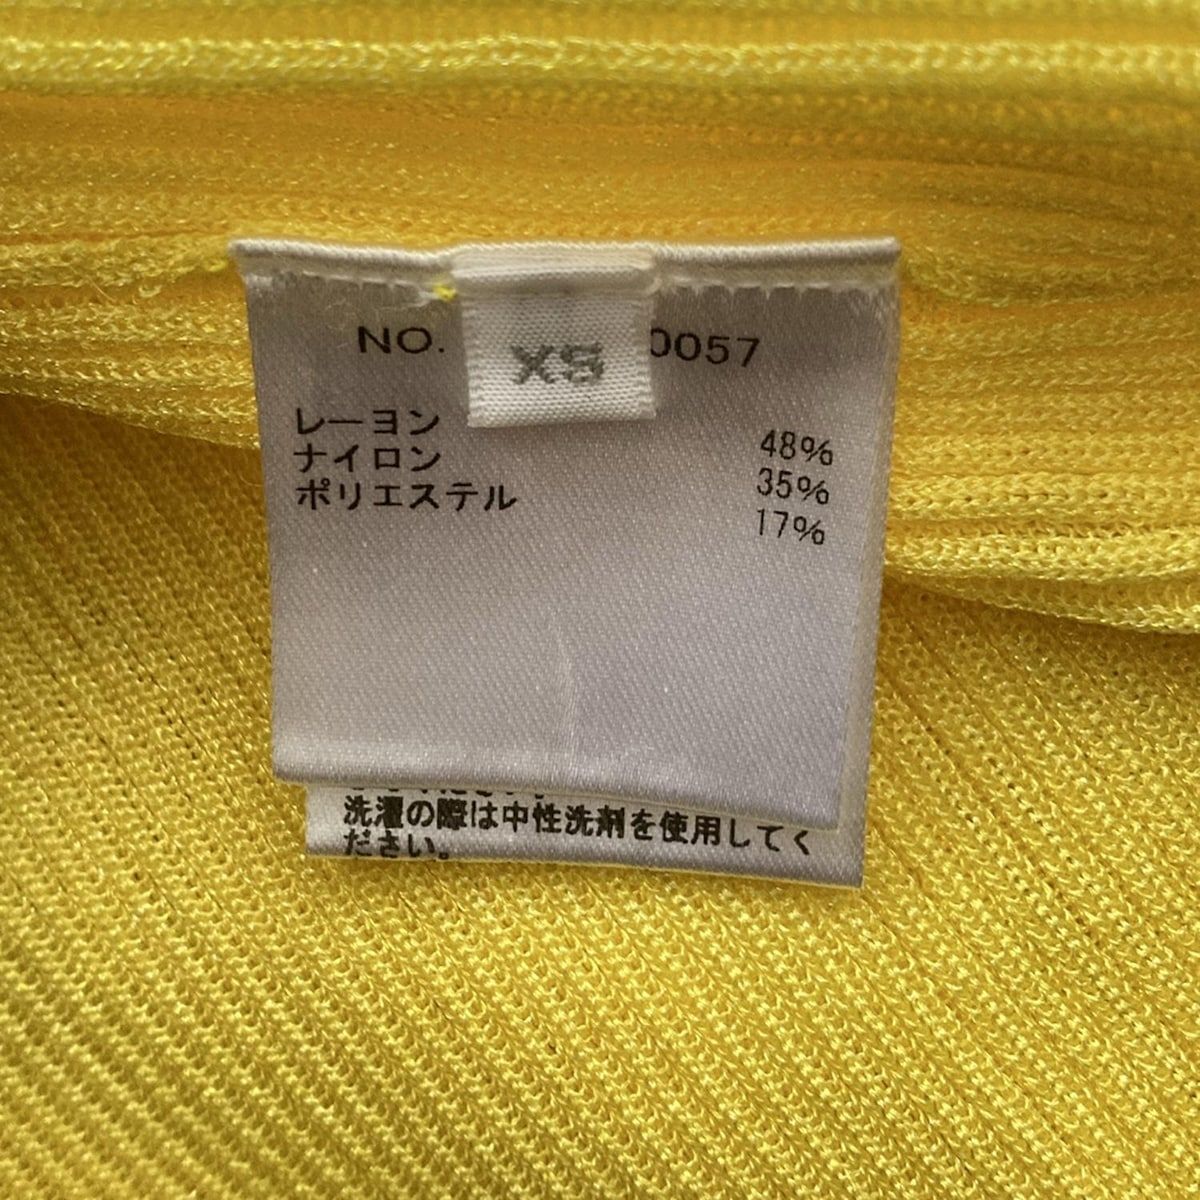 NO. 0057
XS
レーヨン 48%
ナイロン 35%
ポリエステル 17%
洗濯の際は中性洗剤を使用してく
ださい。